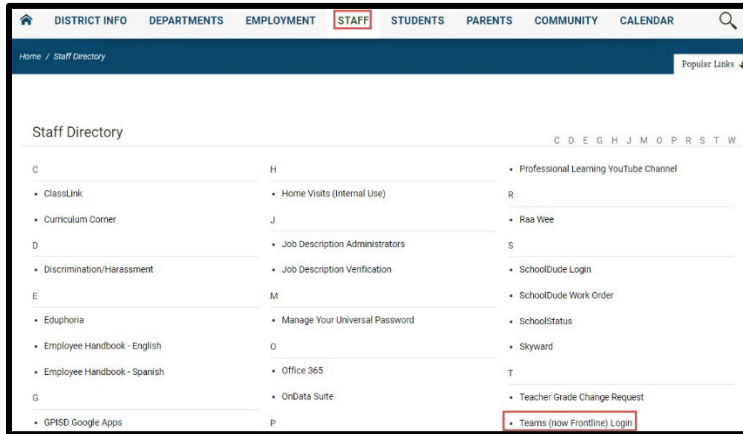 DISTRICT INFO DEPARTMENTS EMPLOYMENT STAFF STUDENTS PARENTS COMMUNITY CALENDAR
Home / Staff Directory
Popular Links
Staff Directory
C D E G H J M O P R S T W
C
• ClassLink
• Curriculum Corner
D
• Discrimination/Harassment
E
• Eduphoria
• Employee Handbook - English
• Employee Handbook - Spanish
G
• GPISD Google Apps
H
• Home Visits (Internal Use)
J
• Job Description Administrators
• Job Description Verification
M
• Manage Your Universal Password
O
• Office 365
• OnData Suite
P
• Professional Learning YouTube Channel
R
• Raa Wee
S
• SchoolDude Login
• SchoolDude Work Order
• SchoolStatus
• Skyward
T
• Teacher Grade Change Request
• Teams (now Frontline) Login